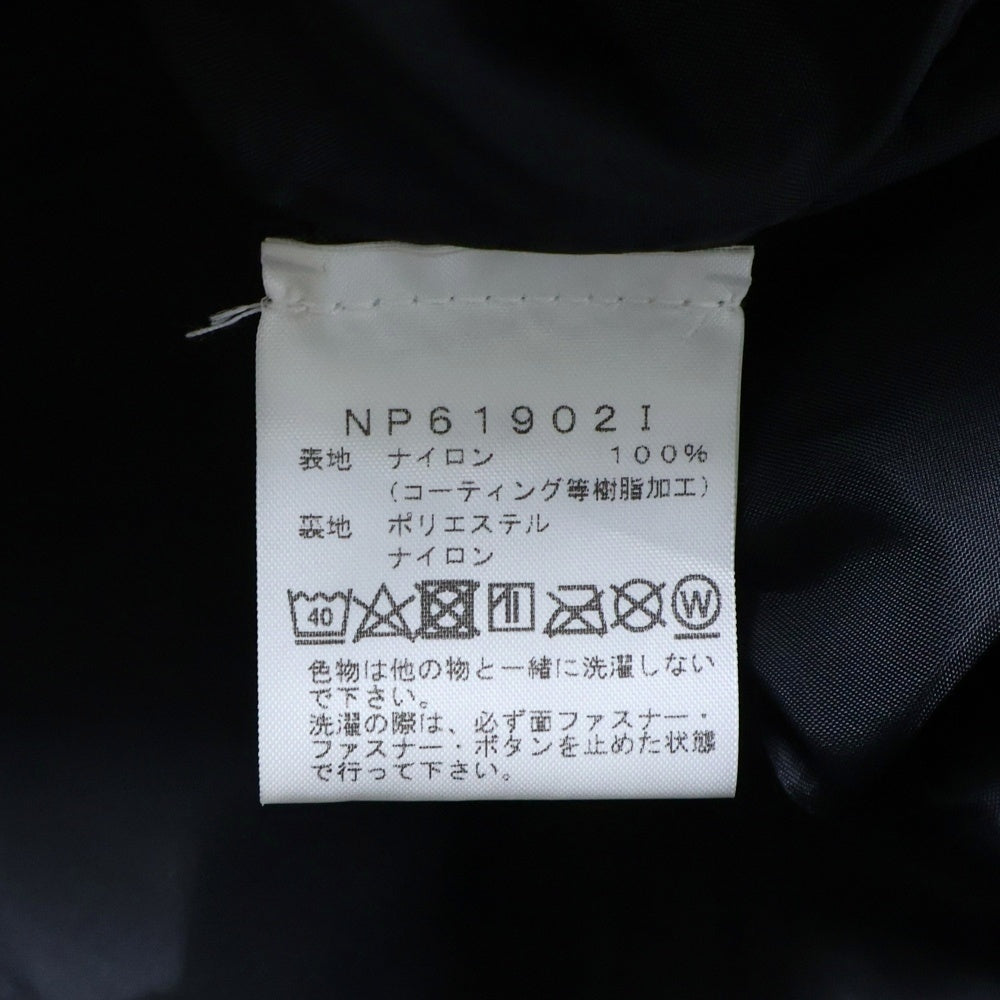 NP61902I
表地 ナイロン 100%
(コーティング等樹脂加工)
裏地 ポリエステル
ナイロン
40 W
色物は他の物と一緒に洗濯しない
で下さい。
洗濯の際は、必ず面ファスナー・
ファスナー・ボタンを止めた状態
で行って下さい。